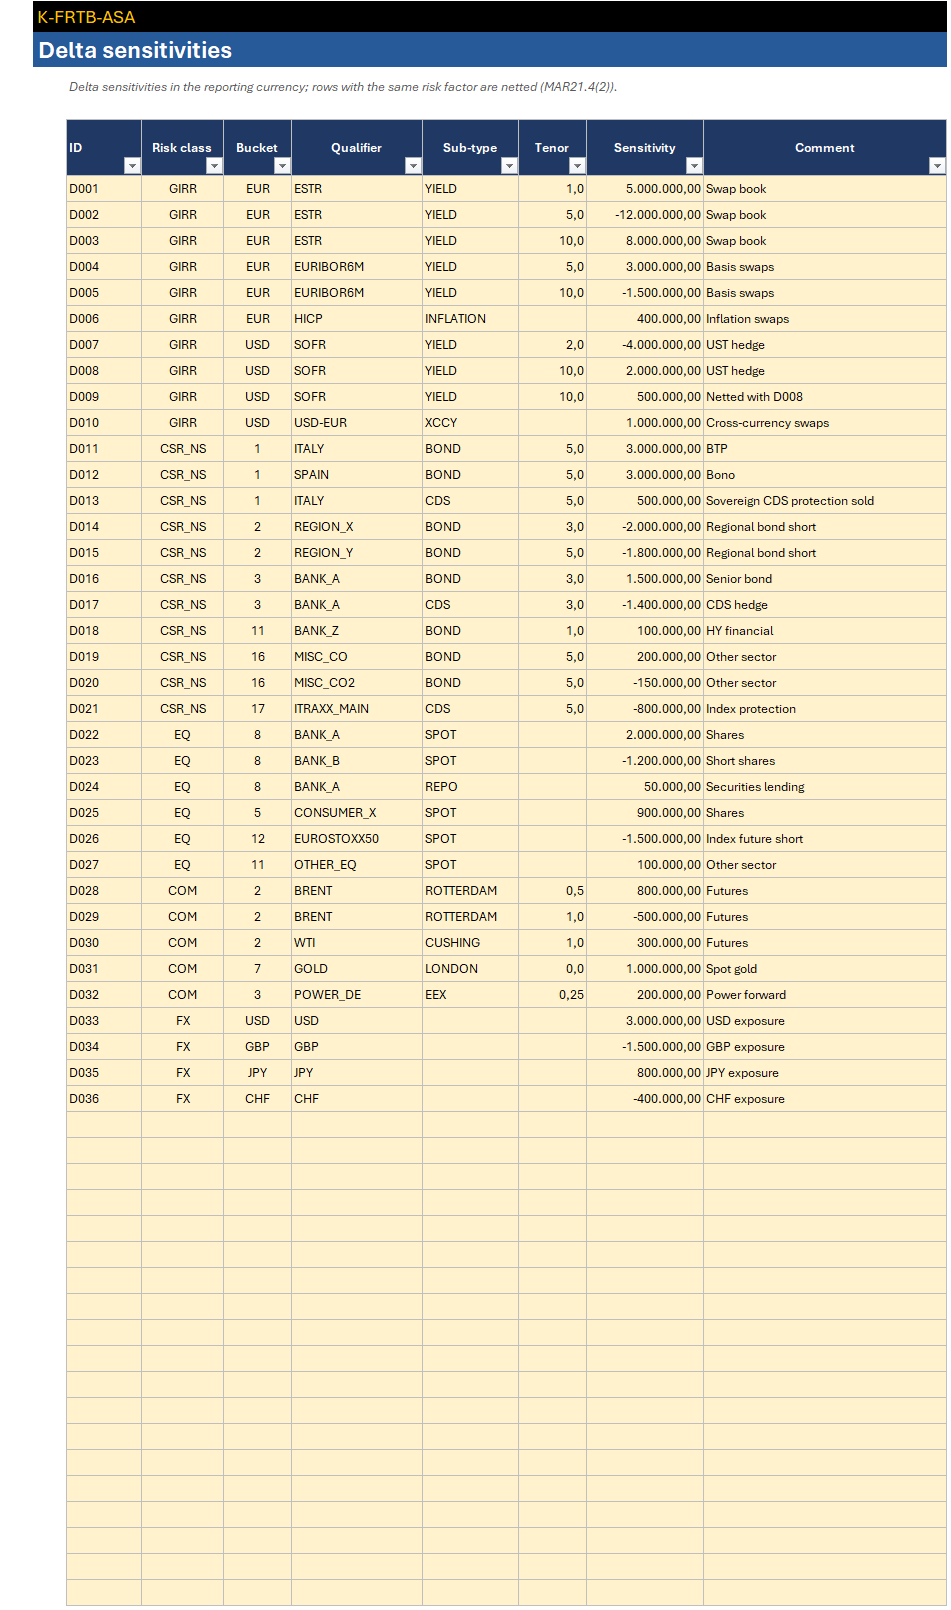 K-FRTB-ASA
Delta sensitivities
Delta sensitivities in the reporting currency; rows with the same risk factor are netted (MAR21.4(2)).
ID Risk class Bucket Qualifier Sub-type Tenor Sensitivity Comment
D001 GIRR EUR ESTR YIELD 1,0 5.000.000,00 Swap book
D002 GIRR EUR ESTR YIELD 5,0 -12.000.000,00 Swap book
D003 GIRR EUR ESTR YIELD 10,0 8.000.000,00 Swap book
D004 GIRR EUR EURIBOR6M YIELD 5,0 3.000.000,00 Basis swaps
D005 GIRR EUR EURIBOR6M YIELD 10,0 -1.500.000,00 Basis swaps
D006 GIRR EUR HICP INFLATION 400.000,00 Inflation swaps
D007 GIRR USD SOFR YIELD 2,0 -4.000.000,00 UST hedge
D008 GIRR USD SOFR YIELD 10,0 2.000.000,00 UST hedge
D009 GIRR USD SOFR YIELD 10,0 500.000,00 Netted with D008
D010 GIRR USD USD-EUR XCCY 1.000.000,00 Cross-currency swaps
D011 CSR_NS 1 ITALY BOND 5,0 3.000.000,00 BTP
D012 CSR_NS 1 SPAIN BOND 5,0 3.000.000,00 Bono
D013 CSR_NS 1 ITALY CDS 5,0 500.000,00 Sovereign CDS protection sold
D014 CSR_NS 2 REGION_X BOND 3,0 -2.000.000,00 Regional bond short
D015 CSR_NS 2 REGION_Y BOND 5,0 -1.800.000,00 Regional bond short
D016 CSR_NS 3 BANK_A BOND 3,0 1.500.000,00 Senior bond
D017 CSR_NS 3 BANK_A CDS 3,0 -1.400.000,00 CDS hedge
D018 CSR_NS 11 BANK_Z BOND 1,0 100.000,00 HY financial
D019 CSR_NS 16 MISC_CO BOND 5,0 200.000,00 Other sector
D020 CSR_NS 16 MISC_CO2 BOND 5,0 -150.000,00 Other sector
D021 CSR_NS 17 ITRAXX_MAIN CDS 5,0 -800.000,00 Index protection
D022 EQ 8 BANK_A SPOT 2.000.000,00 Shares
D023 EQ 8 BANK_B SPOT -1.200.000,00 Short shares
D024 EQ 8 BANK_A REPO 50.000,00 Securities lending
D025 EQ 5 CONSUMER_X SPOT 900.000,00 Shares
D026 EQ 12 EUROSTOXX50 SPOT -1.500.000,00 Index future short
D027 EQ 11 OTHER_EQ SPOT 100.000,00 Other sector
D028 COM 2 BRENT ROTTERDAM 0,5 800.000,00 Futures
D029 COM 2 BRENT ROTTERDAM 1,0 -500.000,00 Futures
D030 COM 2 WTI CUSHING 1,0 300.000,00 Futures
D031 COM 7 GOLD LONDON 0,0 1.000.000,00 Spot gold
D032 COM 3 POWER_DE EEX 0,25 200.000,00 Power forward
D033 FX USD USD 3.000.000,00 USD exposure
D034 FX GBP GBP -1.500.000,00 GBP exposure
D035 FX JPY JPY 800.000,00 JPY exposure
D036 FX CHF CHF -400.000,00 CHF exposure